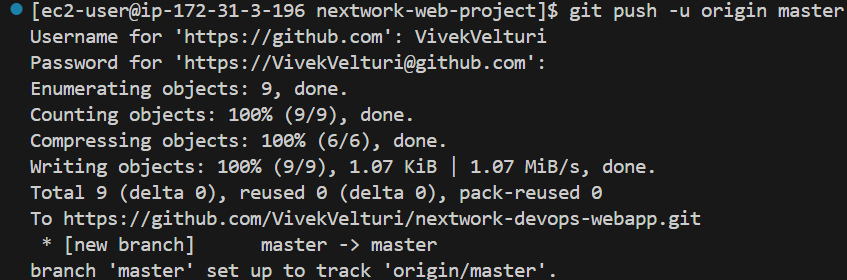 [ec2-user@ip-172-31-3-196 nextwork-web-project]$ git push -u origin master
Username for 'https://github.com': VivekVelturi
Password for 'https://VivekVelturi@github.com':
Enumerating objects: 9, done.
Counting objects: 100% (9/9), done.
Compressing objects: 100% (6/6), done.
Writing objects: 100% (9/9), 1.07 KiB | 1.07 MiB/s, done.
Total 9 (delta 0), reused 0 (delta 0), pack-reused 0
To https://github.com/VivekVelturi/nextwork-devops-webapp.git
 * [new branch]      master -> master
branch 'master' set up to track 'origin/master'.